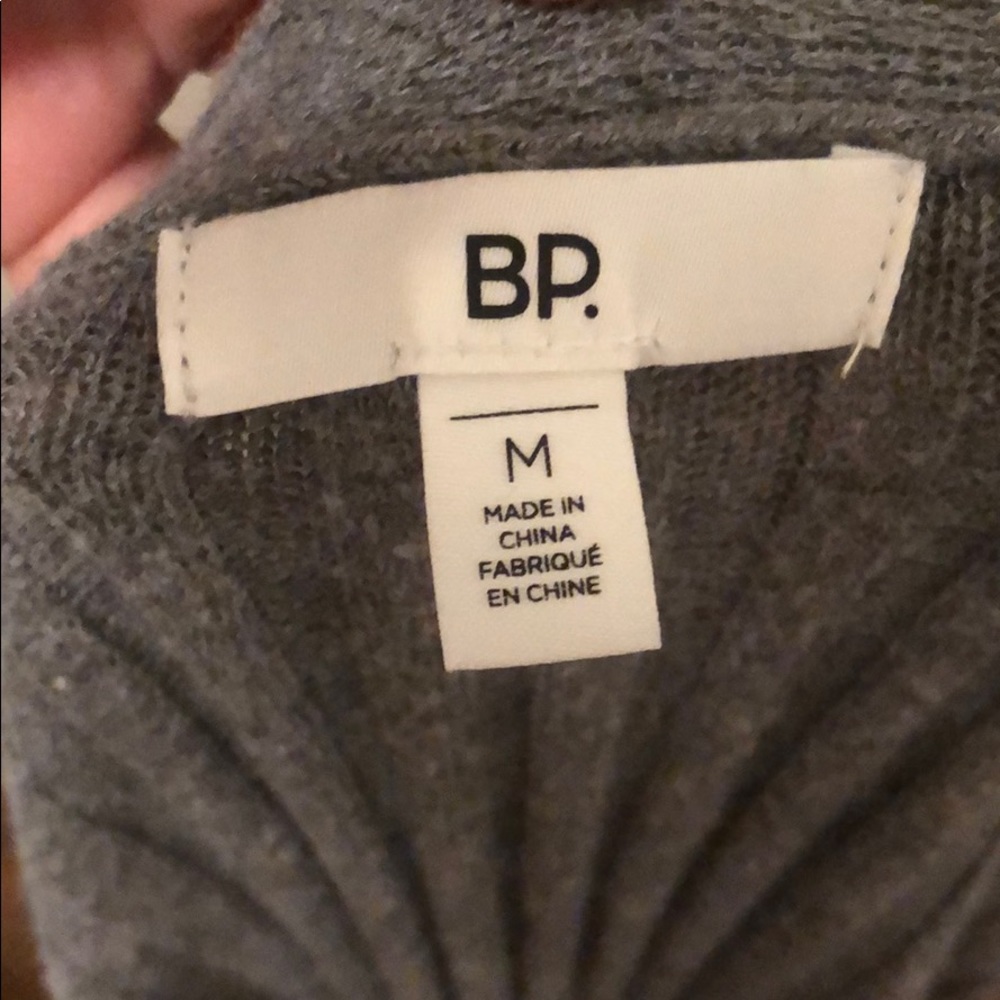 BP.
M
MADE IN
CHINA
FABRIQUÉ
EN CHINE